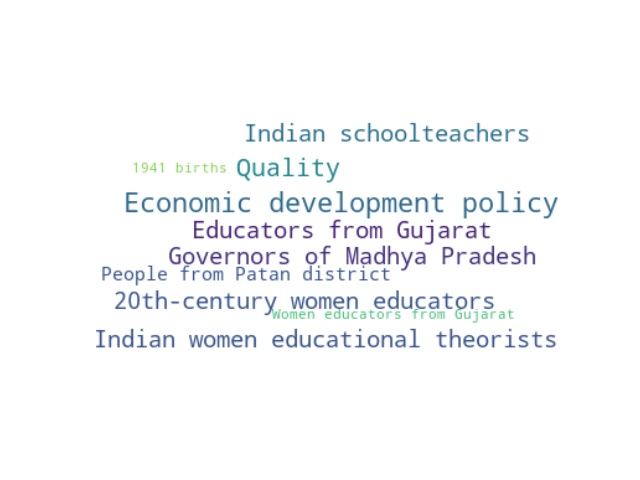 Indian schoolteachers
1941 births Quality
Economic development policy
Educators from Gujarat
Governors of Madhya Pradesh
People from Patan district
20th-century women educators
Women educators from Gujarat
Indian women educational theorists